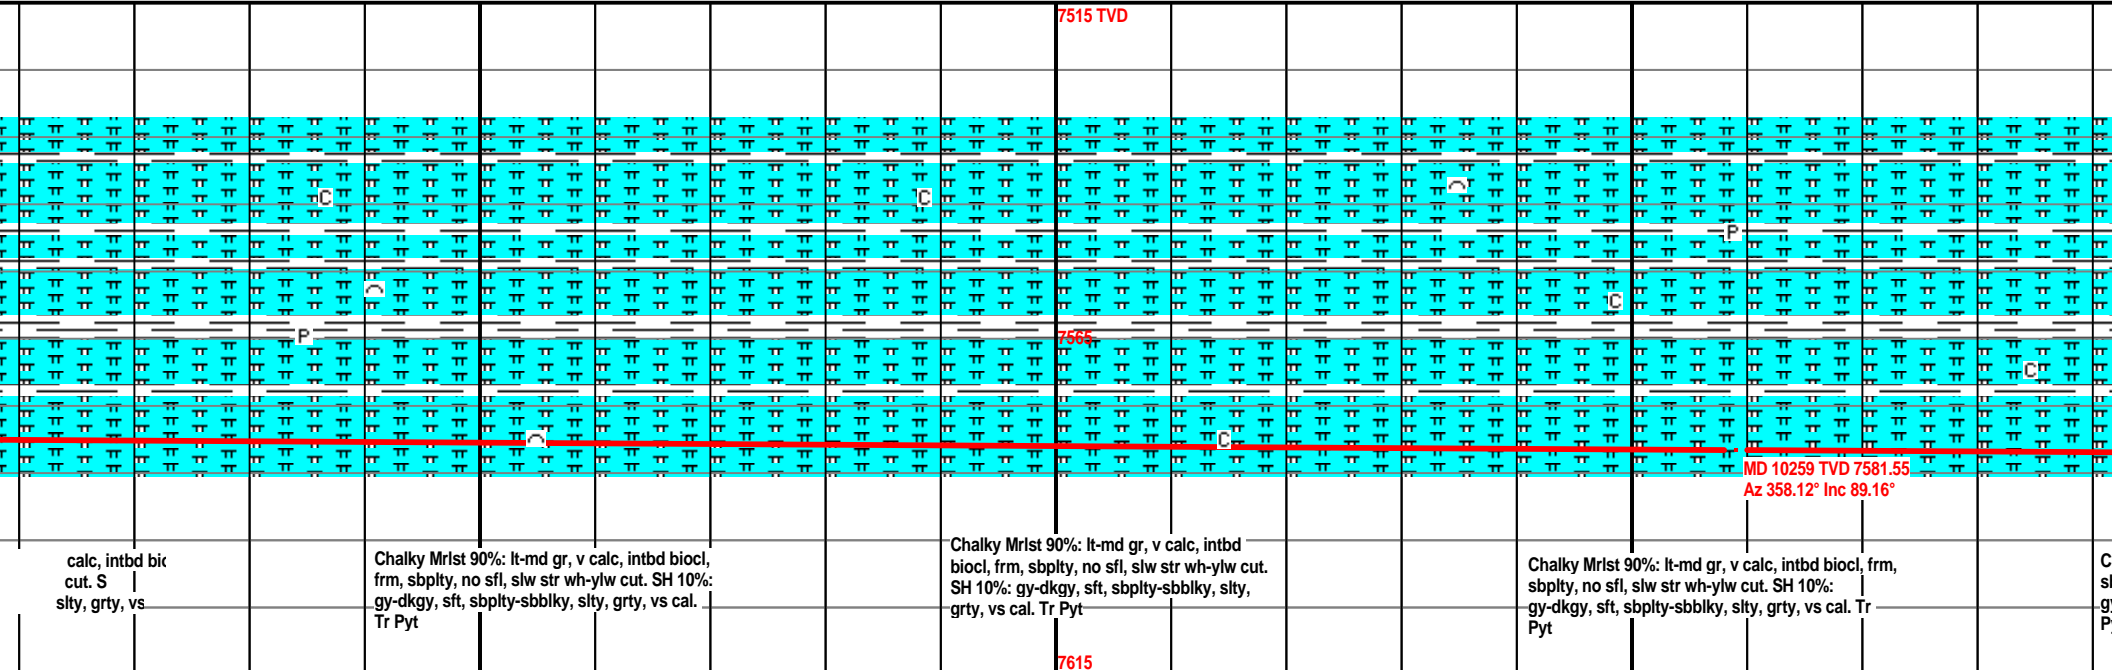 7515 TVD
C
C
P
C
P
7565
C
C
MD 10259 TVD 7581.55
Az 358.12° Inc 89.16°
calc, intbd bic
cut. S
slty, grty, vs
Chalky Mrlst 90%: lt-md gr, v calc, intbd biocl,
frm, sbplty, no sfl, slw str wh-ylw cut. SH 10%:
gy-dkgy, sft, sbplty-sbblky, slty, grty, vs cal.
Tr Pyt
Chalky Mrlst 90%: lt-md gr, v calc, intbd
biocl, frm, sbplty, no sfl, slw str wh-ylw cut.
SH 10%: gy-dkgy, sft, sbplty-sbblky, slty,
grty, vs cal. Tr Pyt
Chalky Mrlst 90%: lt-md gr, v calc, intbd biocl, frm,
sbplty, no sfl, slw str wh-ylw cut. SH 10%:
gy-dkgy, sft, sbplty-sbblky, slty, grty, vs cal. Tr
Pyt
7615